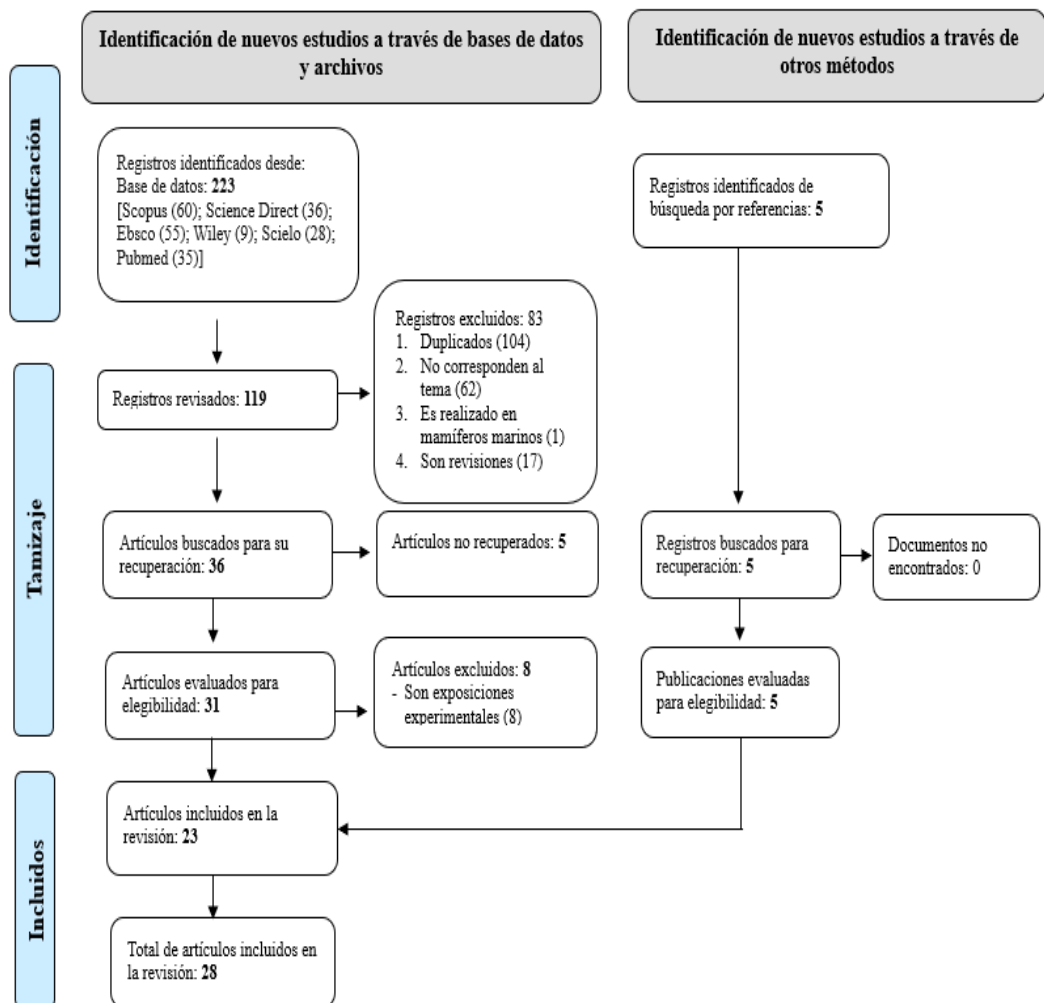 Identificación de nuevos estudios a través de bases de datos
y archivos
Identificación de nuevos estudios a través de
otros métodos
Identificación
Registros identificados desde:
Base de datos: 223
[Scopus (60); Science Direct (36);
Ebsco (55); Wiley (9); Scielo (28);
Pubmed (35)]
Registros identificados de
búsqueda por referencias: 5
Tamizaje
Registros revisados: 119
Registros excluidos: 83
1. Duplicados (104)
2. No corresponden al
tema (62)
3. Es realizado en
mamíferos marinos (1)
4. Son revisiones (17)
Artículos buscados para su
recuperación: 36
Artículos no recuperados: 5
Registros buscados para
recuperación: 5
Documentos no
encontrados: 0
Artículos evaluados para
elegibilidad: 31
Artículos excluidos: 8
- Son exposiciones
experimentales (8)
Publicaciones evaluadas
para elegibilidad: 5
Incluidos
Artículos incluidos en la
revisión: 23
Total de artículos incluidos en
la revisión: 28